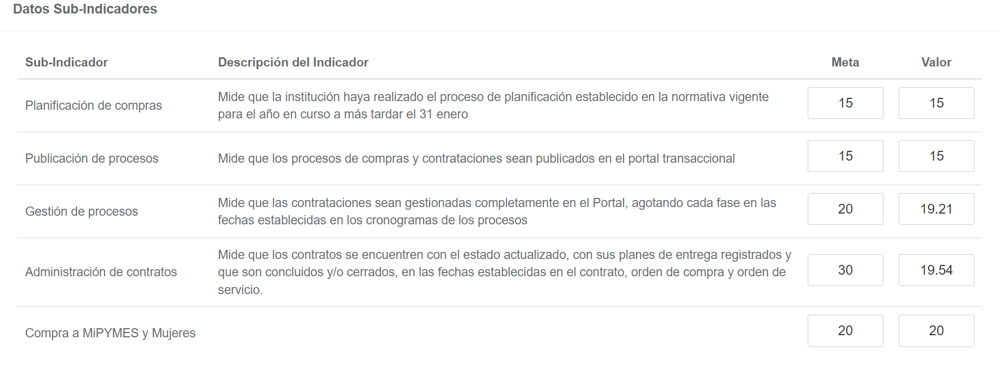 Datos Sub-Indicadores
Sub-Indicador Descripción del Indicador Meta Valor
Planificación de compras
Mide que la institución haya realizado el proceso de planificación establecido en la normativa vigente
para el año en curso a más tardar el 31 enero
15 15
Publicación de procesos
Mide que los procesos de compras y contrataciones sean publicados en el portal transaccional
15 15
Gestión de procesos
Mide que las contrataciones sean gestionadas completamente en el Portal, agotando cada fase en las
fechas establecidas en los cronogramas de los procesos
20 19.21
Administración de contratos
Mide que los contratos se encuentren con el estado actualizado, con sus planes de entrega registrados y
que son concluidos y/o cerrados, en las fechas establecidas en el contrato, orden de compra y orden de
servicio.
30 19.54
Compra a MiPYMES y Mujeres
20 20